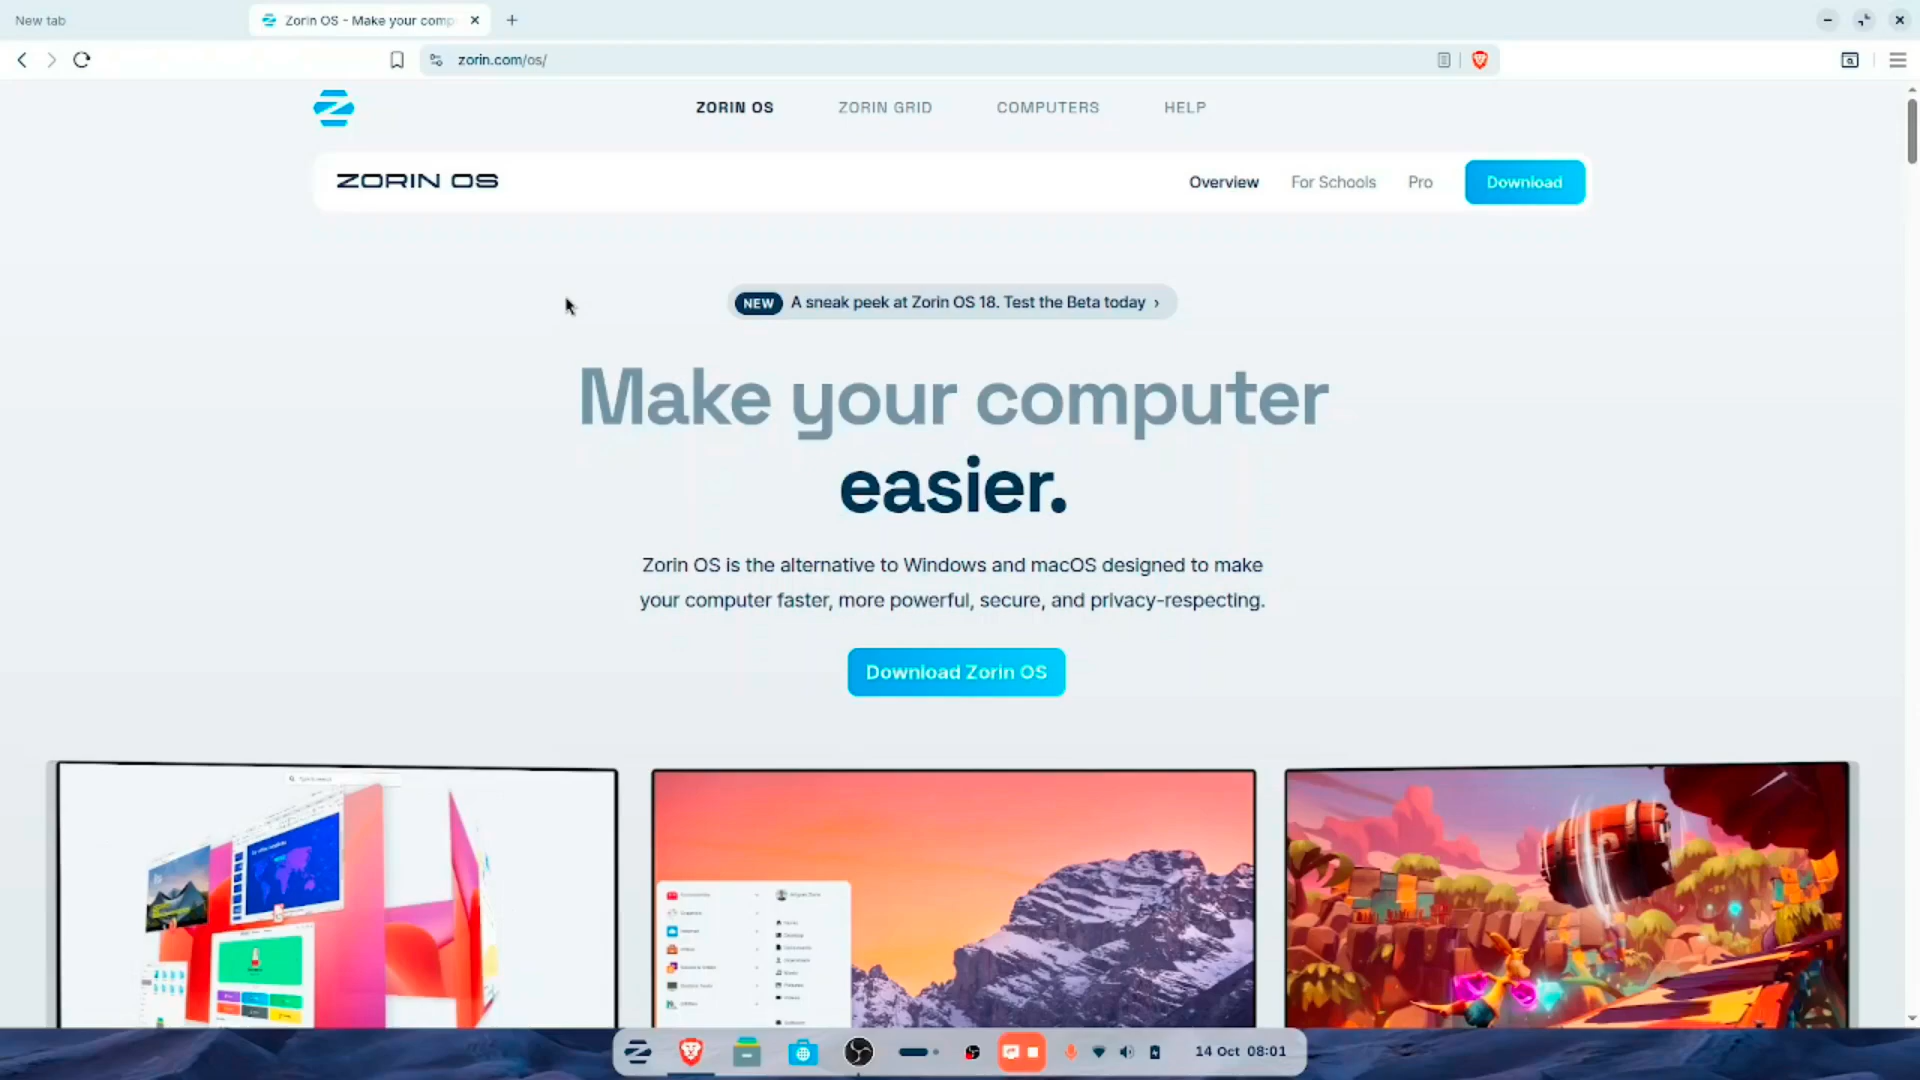 New tab
Zorin OS - Make your comp
zorin.com/os/
ZORIN OS
ZORIN GRID
COMPUTERS
HELP
ZORIN OS
Overview
For Schools
Pro
Download
NEW A sneak peek at Zorin OS 18. Test the Beta today ›
Make your computer
easier.
Zorin OS is the alternative to Windows and macOS designed to make
your computer faster, more powerful, secure, and privacy-respecting.
Download Zorin OS
14 Oct 08:01